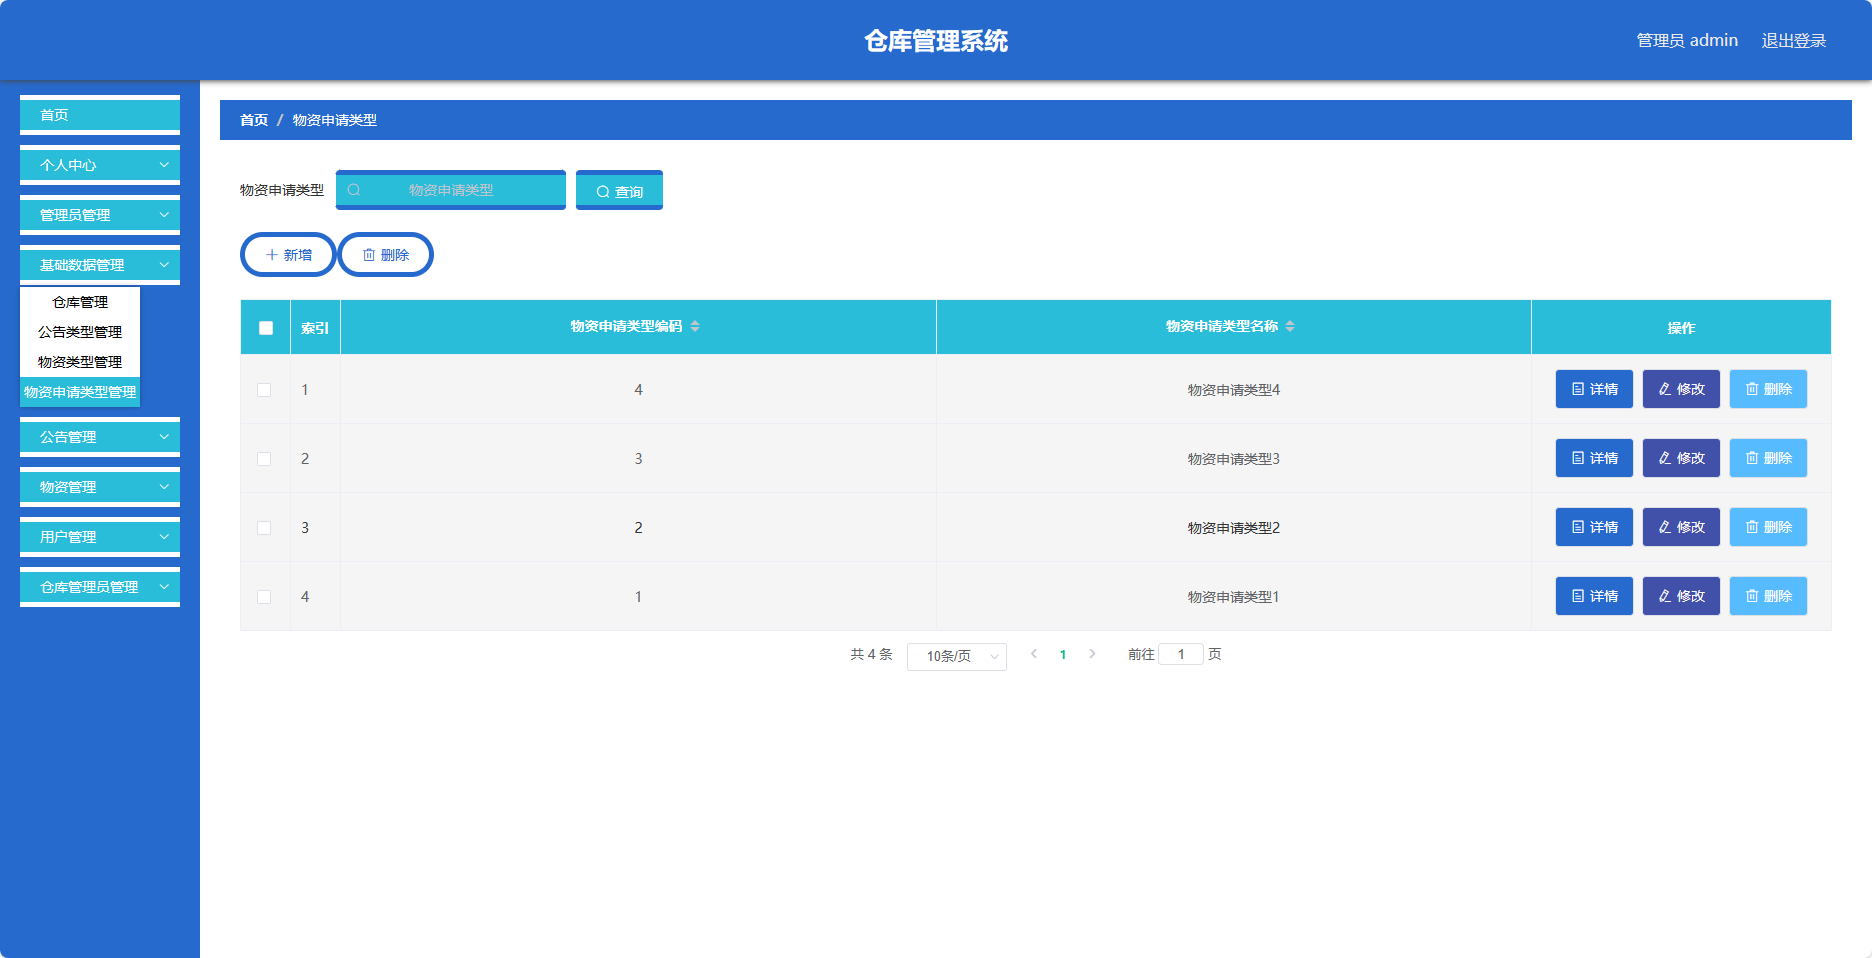 仓库管理系统
管理员 admin
退出登录
首页
个人中心
管理员管理
基础数据管理
仓库管理
公告类型管理
物资类型管理
物资申请类型管理
公告管理
物资管理
用户管理
仓库管理员管理
首页 / 物资申请类型
物资申请类型 物资申请类型 查询
新增 删除
索引 物资申请类型编码 物资申请类型名称 操作
1 4 物资申请类型4 详情 修改 删除
2 3 物资申请类型3 详情 修改 删除
3 2 物资申请类型2 详情 修改 删除
4 1 物资申请类型1 详情 修改 删除
共 4 条 10条/页 1 前往 1 页